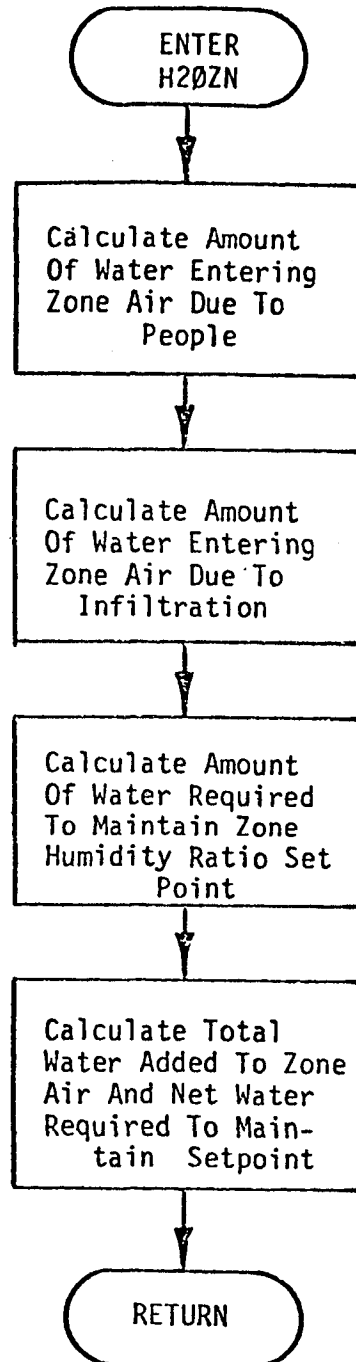 ENTER
H2ØZN
Calculate Amount
Of Water Entering
Zone Air Due To
People
Calculate Amount
Of Water Entering
Zone Air Due To
Infiltration
Calculate Amount
Of Water Required
To Maintain Zone
Humidity Ratio Set
Point
Calculate Total
Water Added To Zone
Air And Net Water
Required To Main-
tain Setpoint
RETURN